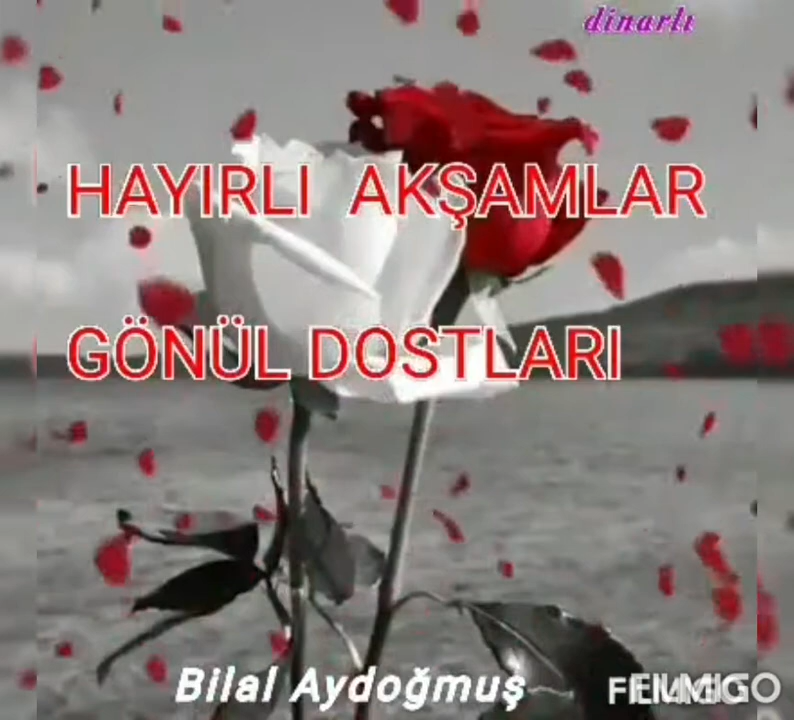 dinarlı
HAYIRLI AKŞAMLAR
GÖNÜL DOSTLARI
Bilal Aydoğmuş
FILMIGO